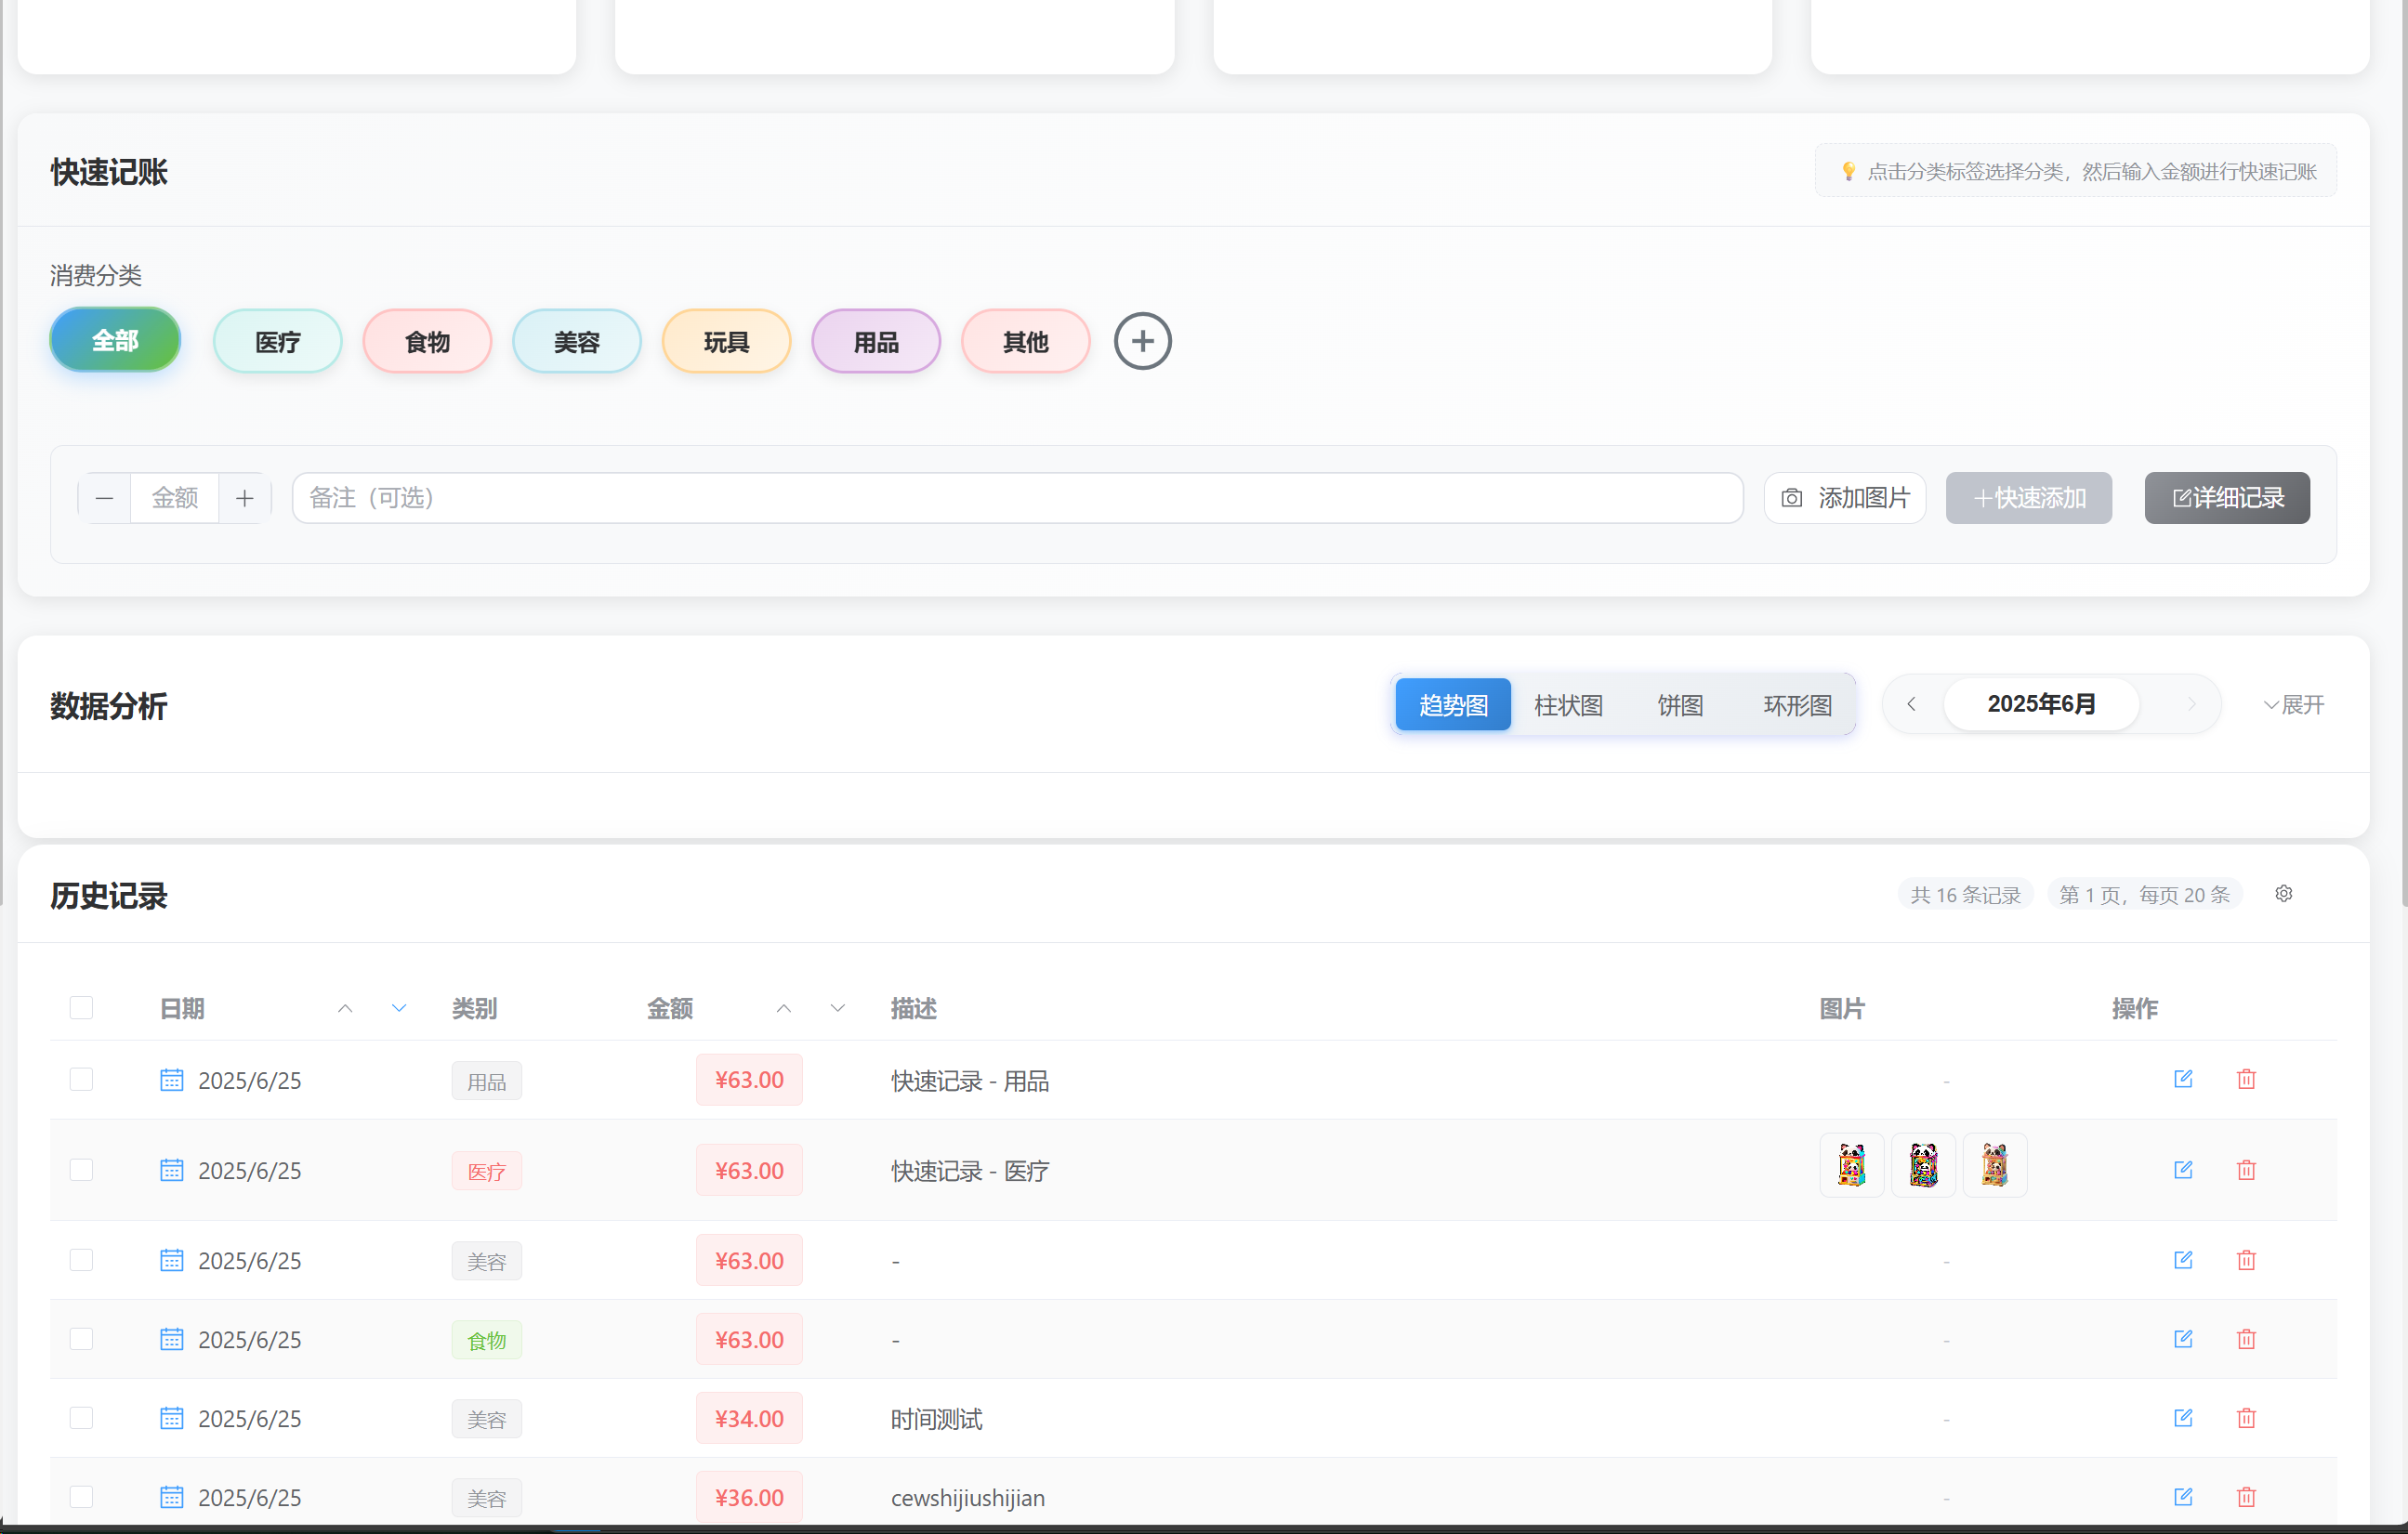 快速记账
💡 点击分类标签选择分类，然后输入金额进行快速记账
消费分类
全部 医疗 食物 美容 玩具 用品 其他
金额 备注（可选） 添加图片 快速添加 详细记录
数据分析 趋势图 柱状图 饼图 环形图 2025年6月 展开
历史记录 共 16 条记录 第 1 页，每页 20 条
日期 类别 金额 描述 图片 操作
2025/6/25 用品 ¥63.00 快速记录 - 用品 -
2025/6/25 医疗 ¥63.00 快速记录 - 医疗
2025/6/25 美容 ¥63.00 - -
2025/6/25 食物 ¥63.00 - -
2025/6/25 美容 ¥34.00 时间测试 -
2025/6/25 美容 ¥36.00 cewshijiushijian -